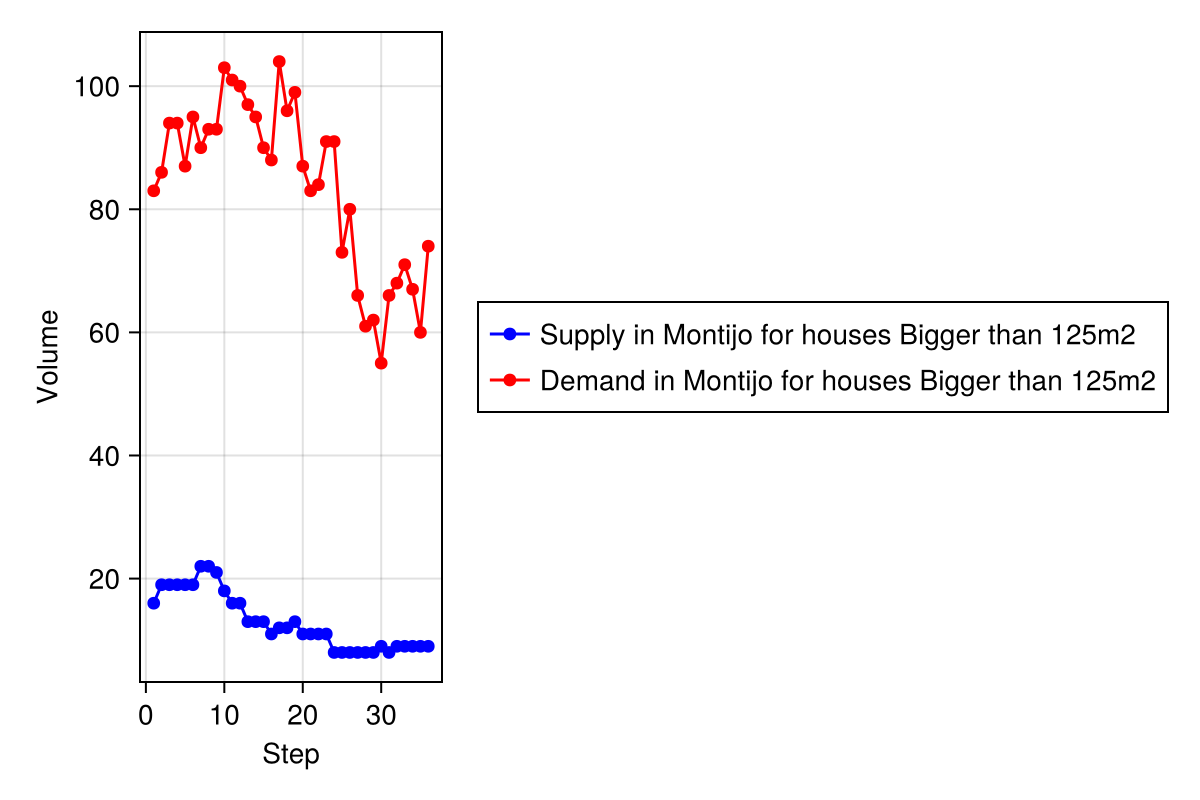 100
80
60
40
20
Volume
0 10 20 30
Step
Supply in Montijo for houses Bigger than 125m2
Demand in Montijo for houses Bigger than 125m2